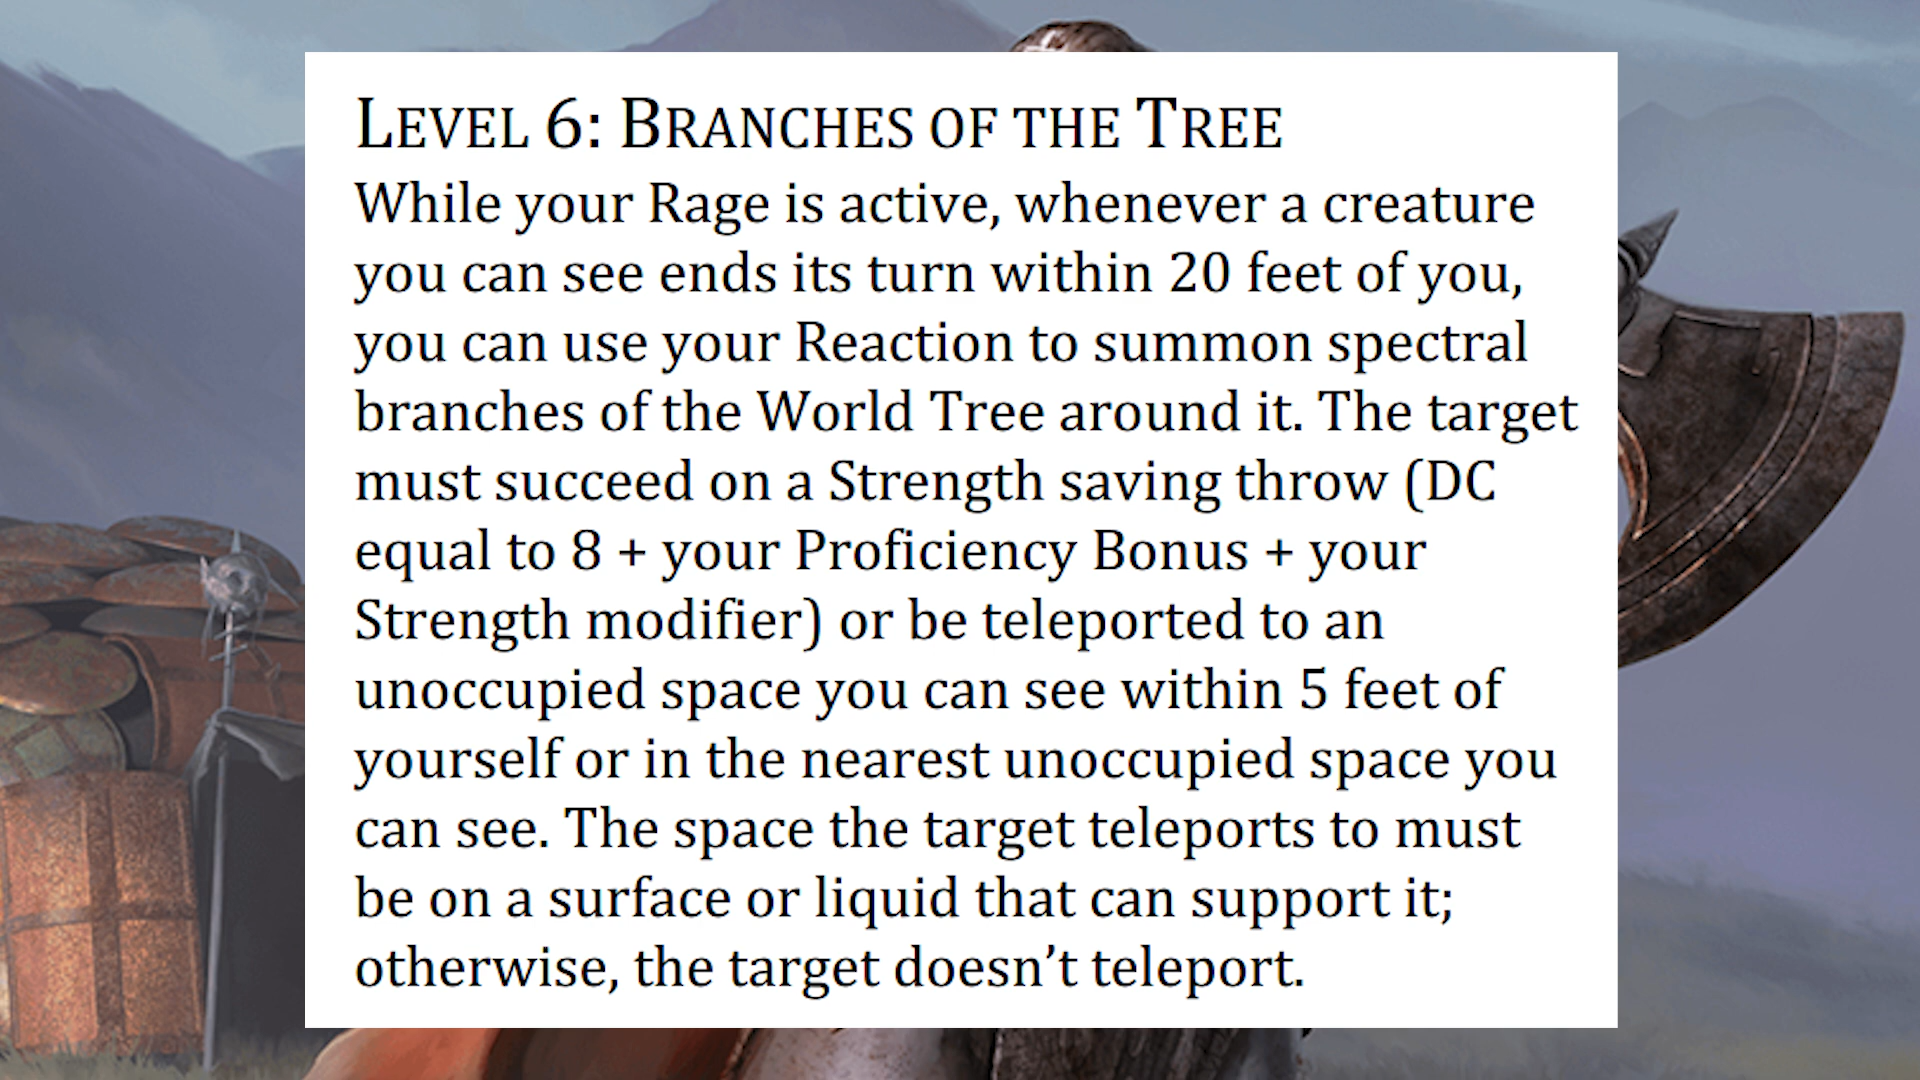 LEVEL 6: BRANCHES OF THE TREE
While your Rage is active, whenever a creature
you can see ends its turn within 20 feet of you,
you can use your Reaction to summon spectral
branches of the World Tree around it. The target
must succeed on a Strength saving throw (DC
equal to 8 + your Proficiency Bonus + your
Strength modifier) or be teleported to an
unoccupied space you can see within 5 feet of
yourself or in the nearest unoccupied space you
can see. The space the target teleports to must
be on a surface or liquid that can support it;
otherwise, the target doesn’t teleport.